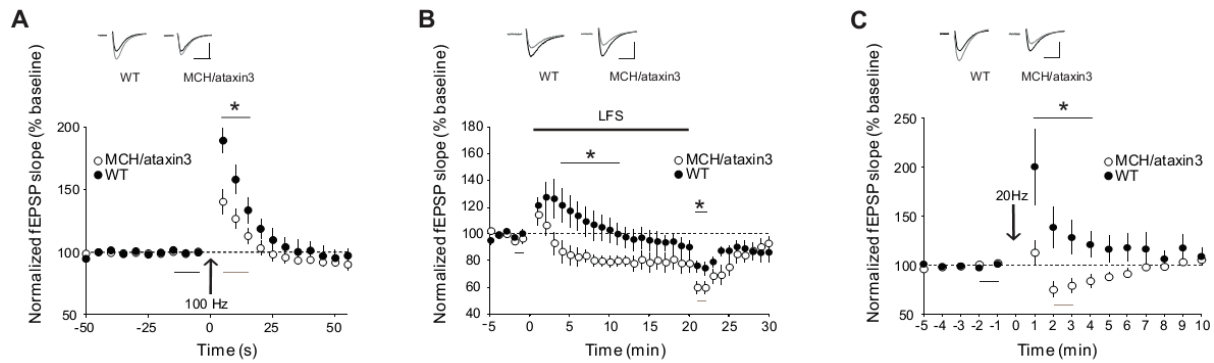 A
WT
MCH/ataxin3
Normalized fEPSP slope (% baseline)
200
150
100
50
*
MCH/ataxin3
WT
100 Hz
-50
-25
0
25
50
Time (s)
B
WT
MCH/ataxin3
Normalized fEPSP slope (% baseline)
180
160
140
120
100
80
60
40
LFS
*
*
MCH/ataxin3
WT
-5
0
5
10
15
20
25
30
Time (min)
C
WT
MCH/ataxin3
Normalized fEPSP slope (% baseline)
250
200
150
100
50
*
MCH/ataxin3
WT
20Hz
-5 -4 -3 -2 -1 0 1 2 3 4 5 6 7 8 9 10
Time (min)